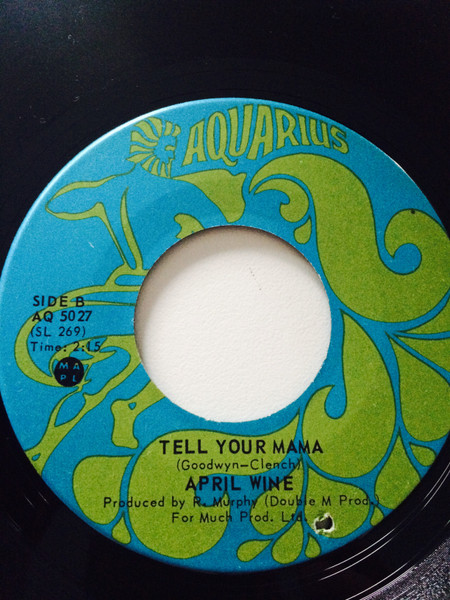 AQUARIUS
SIDE B
AQ 5027
(SL 269)
Time: 2:15
MA
PL
TELL YOUR MAMA
(Goodwyn-Clench)
APRIL WINE
Produced by R. Murphy (Double M Prod.)
For Much Prod. Ltd.